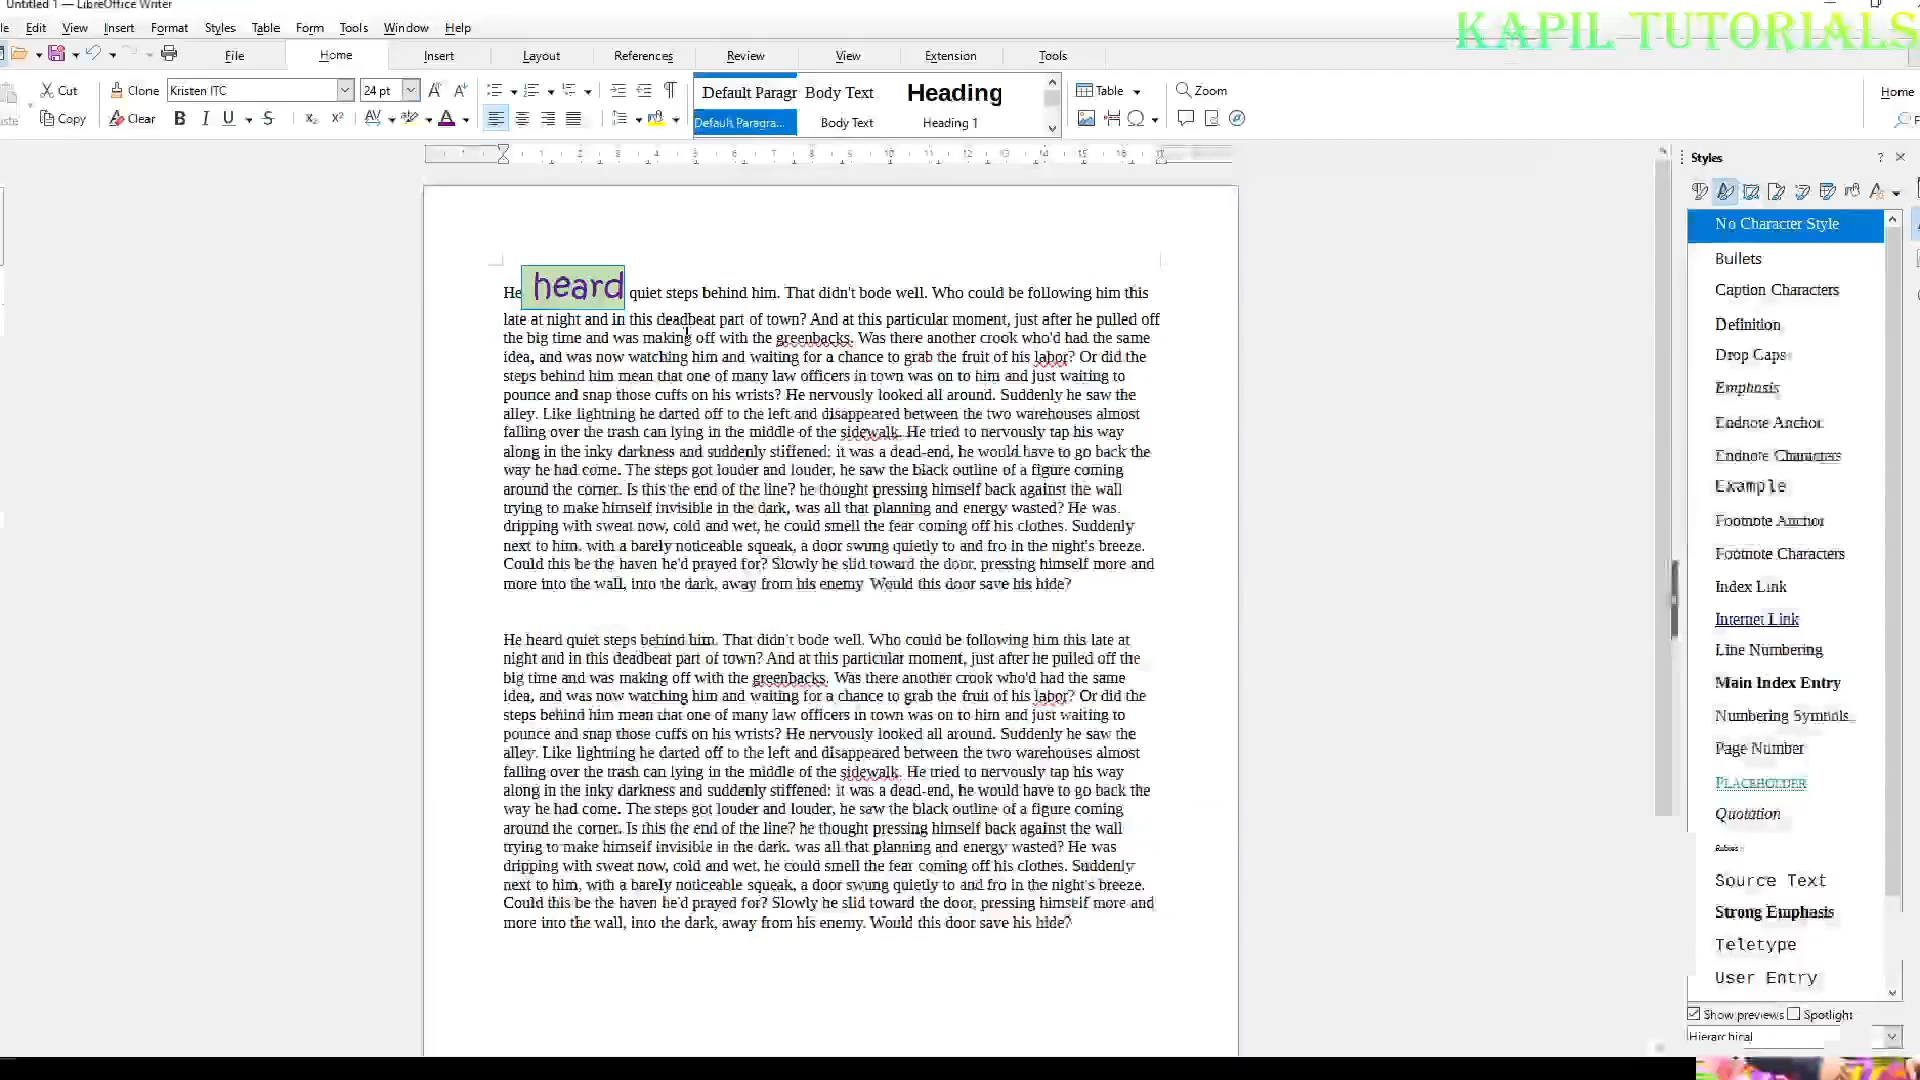 Untitled 1 — LibreOffice Writer
KAPIL TUTORIALS
Edit View Insert Format Styles Table Form Tools Window Help
File Home Insert Layout References Review View Extension Tools
Cut Clone Kristen ITC 24 pt Default Paragr Body Text Heading Table Zoom Home
Copy Clear Default Paragra... Body Text Heading 1
Styles
He heard quiet steps behind him. That didn't bode well. Who could be following him this
late at night and in this deadbeat part of town? And at this particular moment, just after he pulled off
the big time and was making off with the greenbacks. Was there another crook who'd had the same
idea, and was now watching him and waiting for a chance to grab the fruit of his labor? Or did the
steps behind him mean that one of many law officers in town was on to him and just waiting to
pounce and snap those cuffs on his wrists? He nervously looked all around. Suddenly he saw the
alley. Like lightning he darted off to the left and disappeared between the two warehouses almost
falling over the trash can lying in the middle of the sidewalk. He tried to nervously tap his way
along in the inky darkness and suddenly stiffened: it was a dead-end, he would have to go back the
way he had come. The steps got louder and louder, he saw the black outline of a figure coming
around the corner. Is this the end of the line? he thought pressing himself back against the wall
trying to make himself invisible in the dark, was all that planning and energy wasted? He was
dripping with sweat now, cold and wet, he could smell the fear coming off his clothes. Suddenly
next to him, with a barely noticeable squeak, a door swung quietly to and fro in the night's breeze.
Could this be the haven he'd prayed for? Slowly he slid toward the door, pressing himself more and
more into the wall, into the dark, away from his enemy Would this door save his hide?
He heard quiet steps behind him. That didn't bode well. Who could be following him this late at
night and in this deadbeat part of town? And at this particular moment, just after he pulled off the
big time and was making off with the greenbacks. Was there another crook who'd had the same
idea, and was now watching him and waiting for a chance to grab the fruit of his labor? Or did the
steps behind him mean that one of many law officers in town was on to him and just waiting to
pounce and snap those cuffs on his wrists? He nervously looked all around. Suddenly he saw the
alley. Like lightning he darted off to the left and disappeared between the two warehouses almost
falling over the trash can lying in the middle of the sidewalk. He tried to nervously tap his way
along in the inky darkness and suddenly stiffened: it was a dead-end, he would have to go back the
way he had come. The steps got louder and louder, he saw the black outline of a figure coming
around the corner. Is this the end of the line? he thought pressing himself back against the wall
trying to make himself invisible in the dark. was all that planning and energy wasted? He was
dripping with sweat now, cold and wet, he could smell the fear coming off his clothes. Suddenly
next to him, with a barely noticeable squeak, a door swung quietly to and fro in the night's breeze.
Could this be the haven he'd prayed for? Slowly he slid toward the door, pressing himself more and
more into the wall, into the dark, away from his enemy. Would this door save his hide?
No Character Style
Bullets
Caption Characters
Definition
Drop Caps
Emphasis
Endnote Anchor
Endnote Characters
Example
Footnote Anchor
Footnote Characters
Index Link
Internet Link
Line Numbering
Main Index Entry
Numbering Symbols
Page Number
PLACEHOLDER
Quotation
Rubies
Source Text
Strong Emphasis
Teletype
User Entry
Show previews Spotlight
Hierarchical